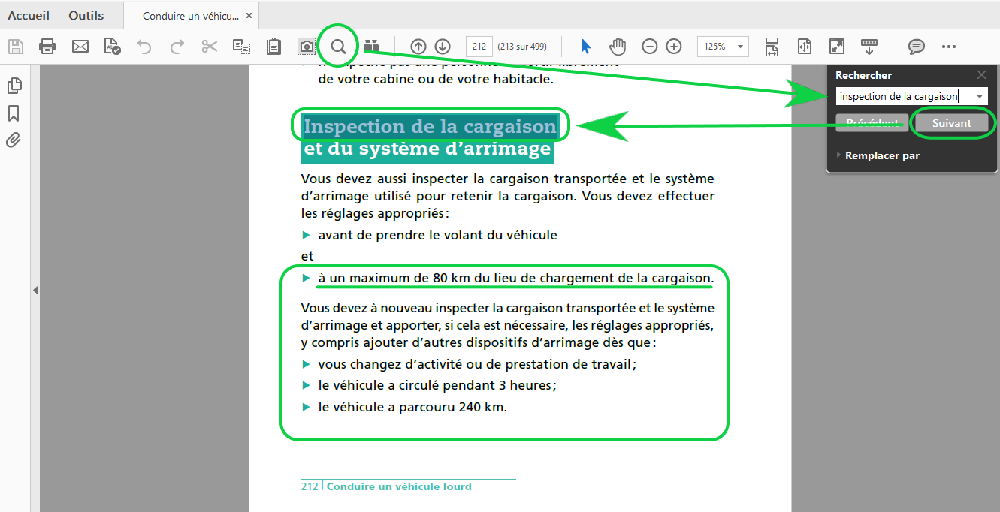 Accueil Outils Conduire un véhicu... ×
212 (213 sur 499) 125%
de votre cabine ou de votre habitacle.
Rechercher
inspection de la cargaison
Précédent Suivant
Remplacer par
Inspection de la cargaison
et du système d’arrimage
Vous devez aussi inspecter la cargaison transportée et le système
d’arrimage utilisé pour retenir la cargaison. Vous devez effectuer
les réglages appropriés :
► avant de prendre le volant du véhicule
et
► à un maximum de 80 km du lieu de chargement de la cargaison.
Vous devez à nouveau inspecter la cargaison transportée et le système
d’arrimage et apporter, si cela est nécessaire, les réglages appropriés,
y compris ajouter d’autres dispositifs d’arrimage dès que :
► vous changez d’activité ou de prestation de travail ;
► le véhicule a circulé pendant 3 heures ;
► le véhicule a parcouru 240 km.
212 | Conduire un véhicule lourd